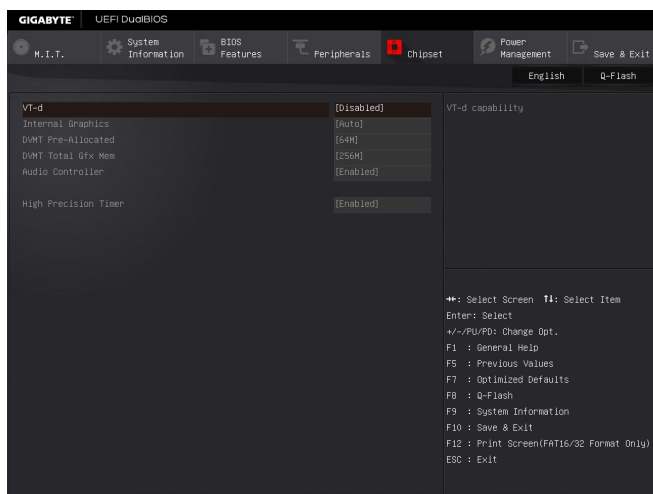 GIGABYTE™ UEFI DualBIOS
M.I.T. System Information BIOS Features Peripherals Chipset Power Management Save & Exit
English Q-Flash
VT-d [Disabled] VT-d capability
Internal Graphics [Auto]
DVMT Pre-Allocated [64M]
DVMT Total Gfx Mem [256M]
Audio Controller [Enabled]
High Precision Timer [Enabled]
→←: Select Screen ↑↓: Select Item
Enter: Select
+/-/PU/PD: Change Opt.
F1 : General Help
F5 : Previous Values
F7 : Optimized Defaults
F8 : Q-Flash
F9 : System Information
F10 : Save & Exit
F12 : Print Screen(FAT16/32 Format Only)
ESC : Exit